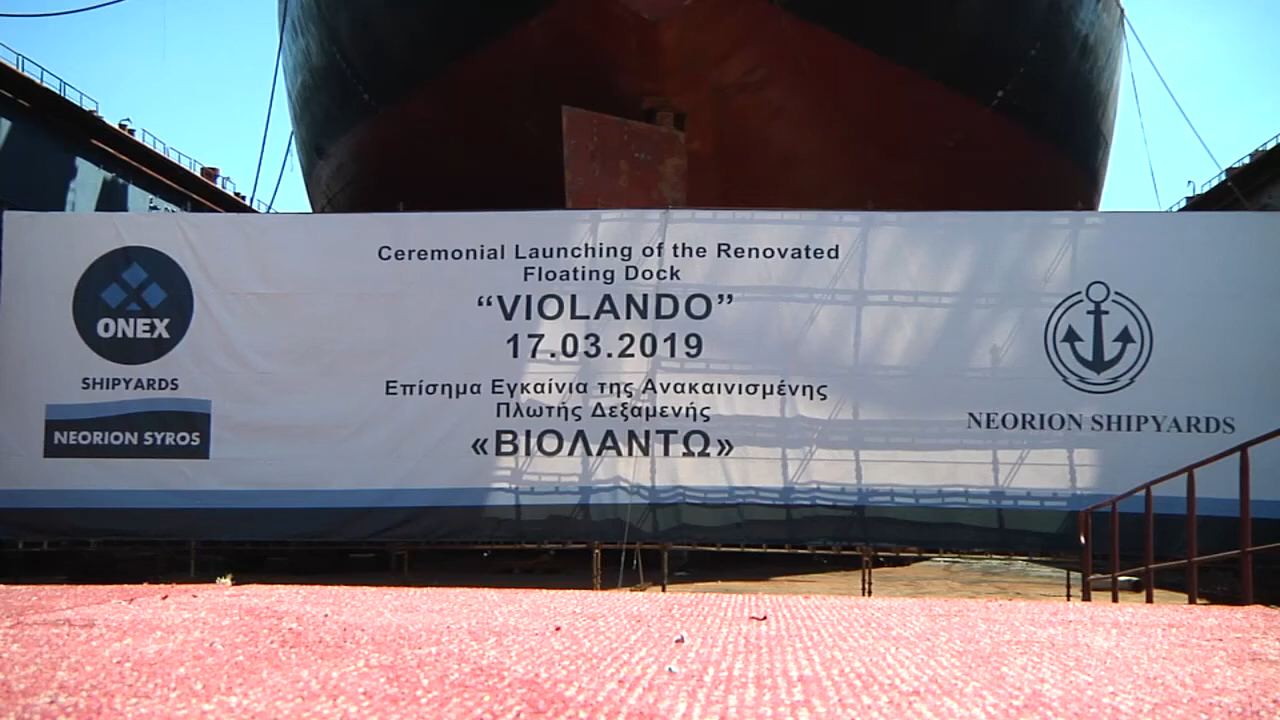 ONEX
SHIPYARDS
NEORION SYROS
Ceremonial Launching of the Renovated
Floating Dock
“VIOLANDO”
17.03.2019
Επίσημα Εγκαίνια της Ανακαινισμένης
Πλωτής Δεξαμενής
«ΒΙΟΛΑΝΤΩ»
NEORION SHIPYARDS